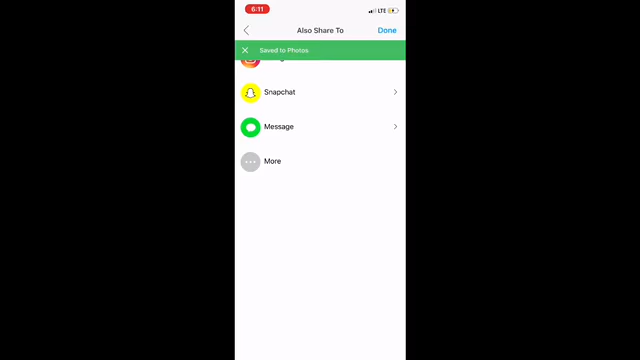 6:11
LTE
Also Share To
Done
Saved to Photos
Snapchat
Message
More